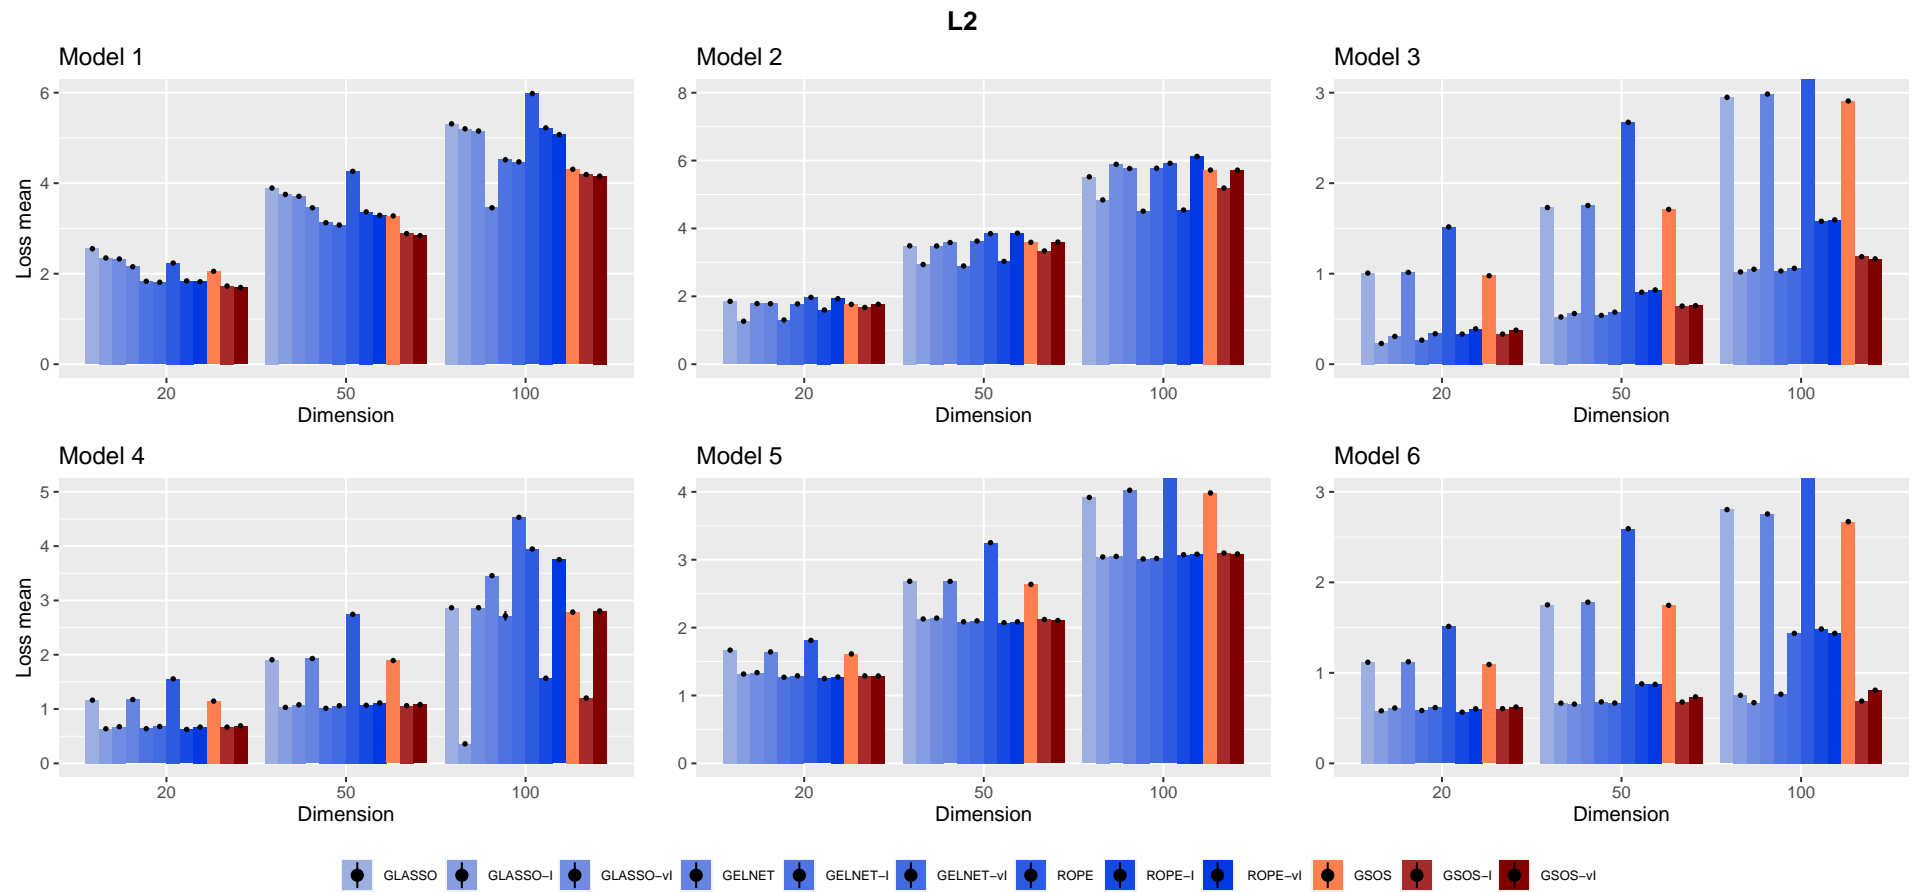 L2
Model 1
Model 2
Model 3
Loss mean
6
4
2
0
8
6
4
2
0
3
2
1
0
20
50
100
20
50
100
20
50
100
Dimension
Dimension
Dimension
Model 4
Model 5
Model 6
Loss mean
5
4
3
2
1
0
4
3
2
1
0
3
2
1
0
20
50
100
20
50
100
20
50
100
Dimension
Dimension
Dimension
GLASSO GLASSO−I GLASSO−vI GELNET GELNET−I GELNET−vI ROPE ROPE−I ROPE−vI GSOS GSOS−I GSOS−vI